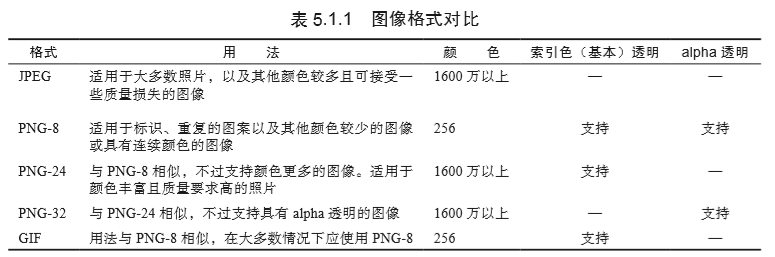 表 5.1.1 图像格式对比
格式 用 法 颜 色 索引色（基本）透明 alpha 透明
JPEG 适用于大多数照片，以及其他颜色较多且可接受一 1600 万以上 — —
些质量损失的图像
PNG-8 适用于标识、重复的图案以及其他颜色较少的图像 256 支持 支持
或具有连续颜色的图像
PNG-24 与 PNG-8 相似，不过支持颜色更多的图像。适用于 1600 万以上 支持 —
颜色丰富且质量要求高的照片
PNG-32 与 PNG-24 相似，不过支持具有 alpha 透明的图像 1600 万以上 — 支持
GIF 用法与 PNG-8 相似，在大多数情况下应使用 PNG-8 256 支持 —